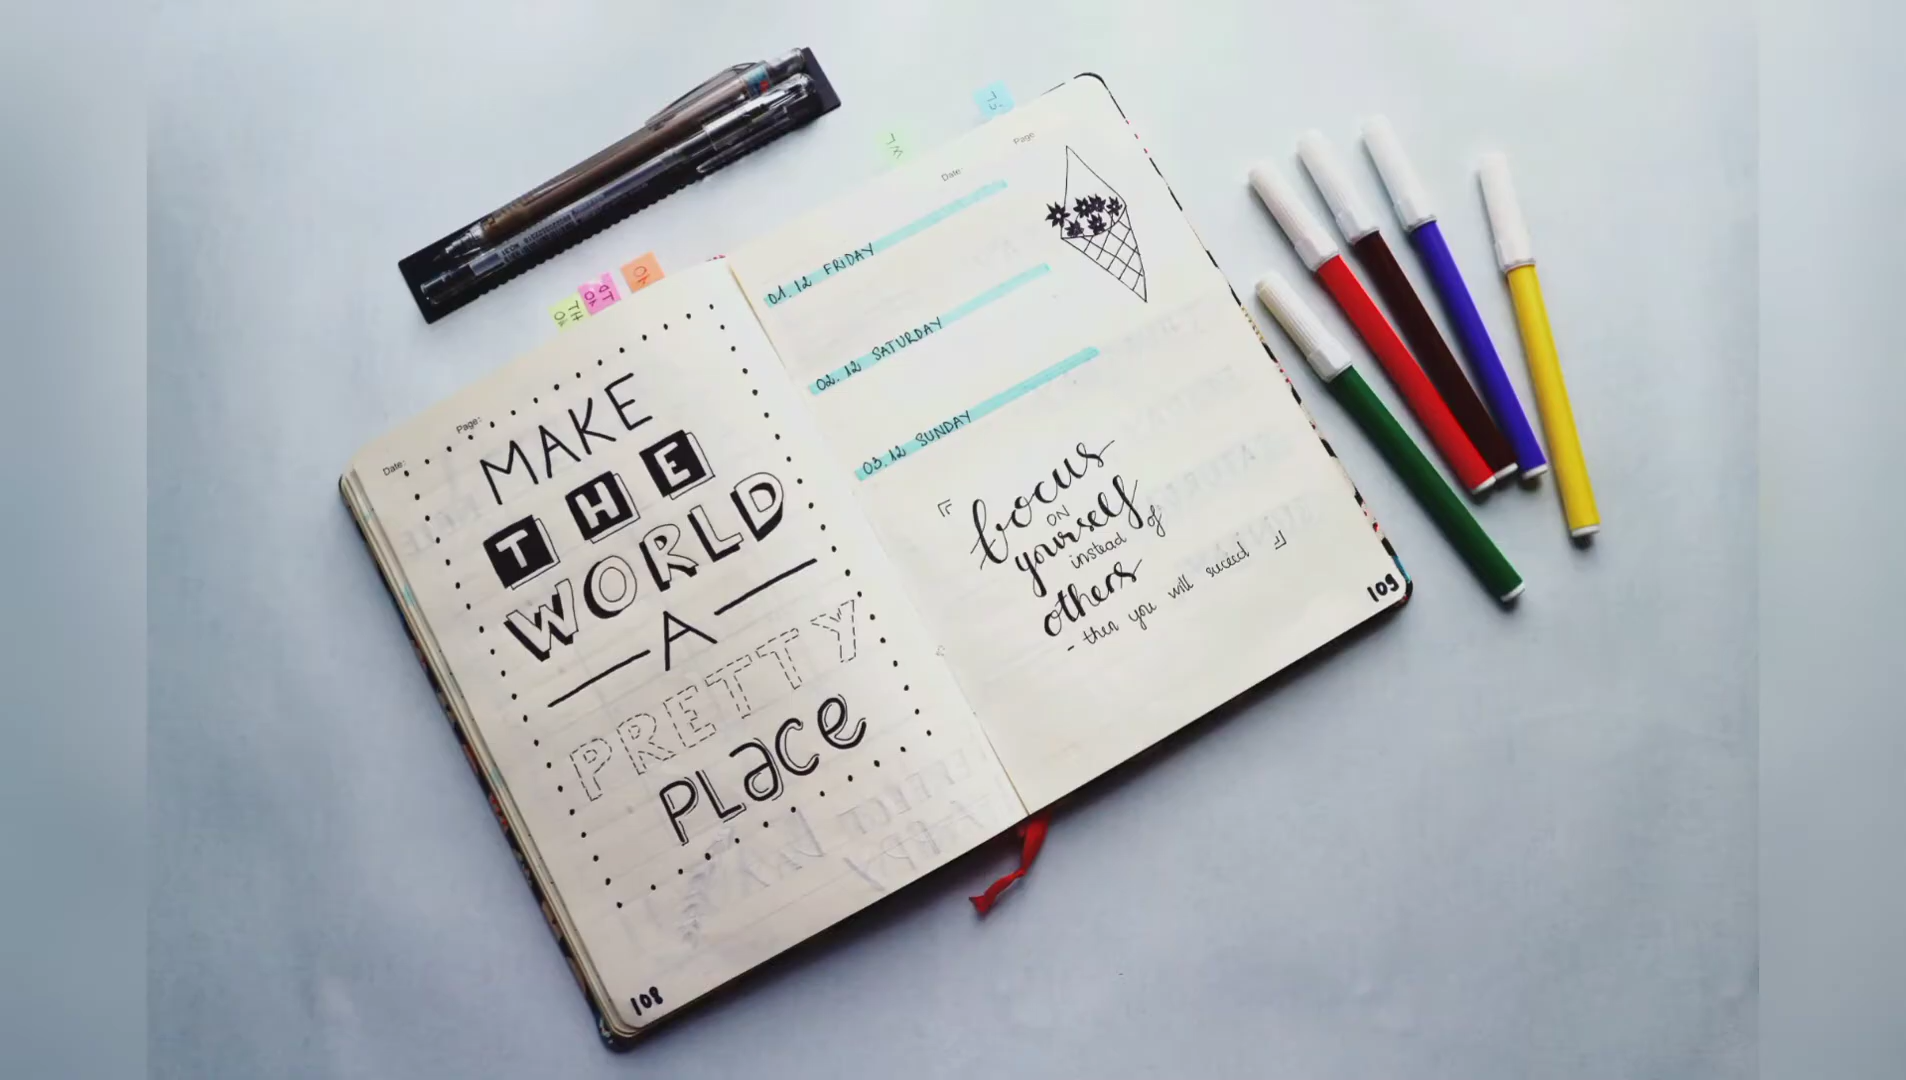 Date:
Page:
MAKE
THE
WORLD
A
PRETTY
PLace
108
Date:
Page:
01.12 FRIDAY
02.12 SATURDAY
03.12 SUNDAY
focus
ON
yourself
instead of
others
- then you will succeed
109